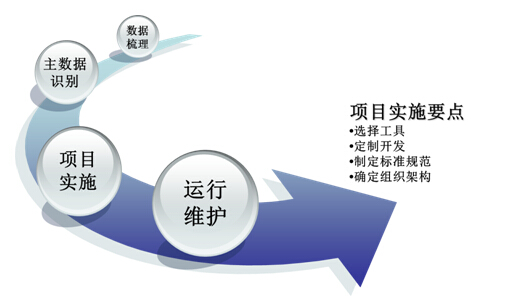 数据
梳理
主数据
识别
项目
实施
运行
维护
项目实施要点
•选择工具
•定制开发
•制定标准规范
•确定组织架构